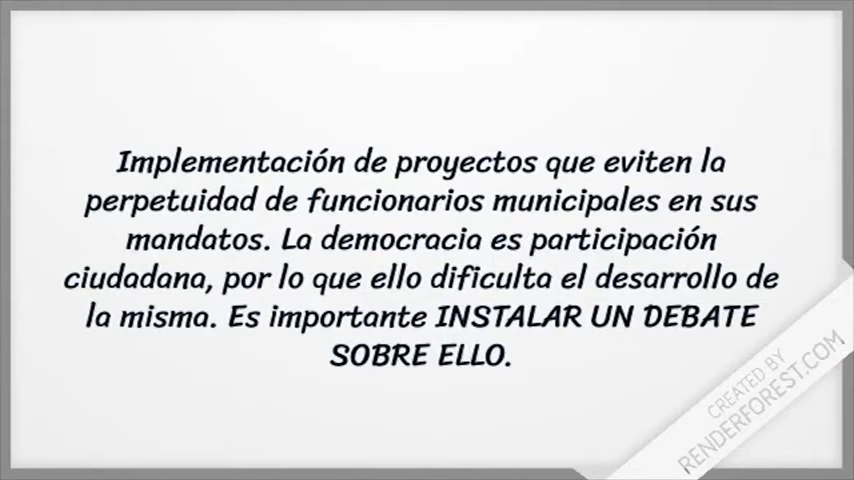 Implementación de proyectos que eviten la
perpetuidad de funcionarios municipales en sus
mandatos. La democracia es participación
ciudadana, por lo que ello dificulta el desarrollo de
la misma. Es importante INSTALAR UN DEBATE
SOBRE ELLO.
CREATED BY
RENDERFOREST.COM